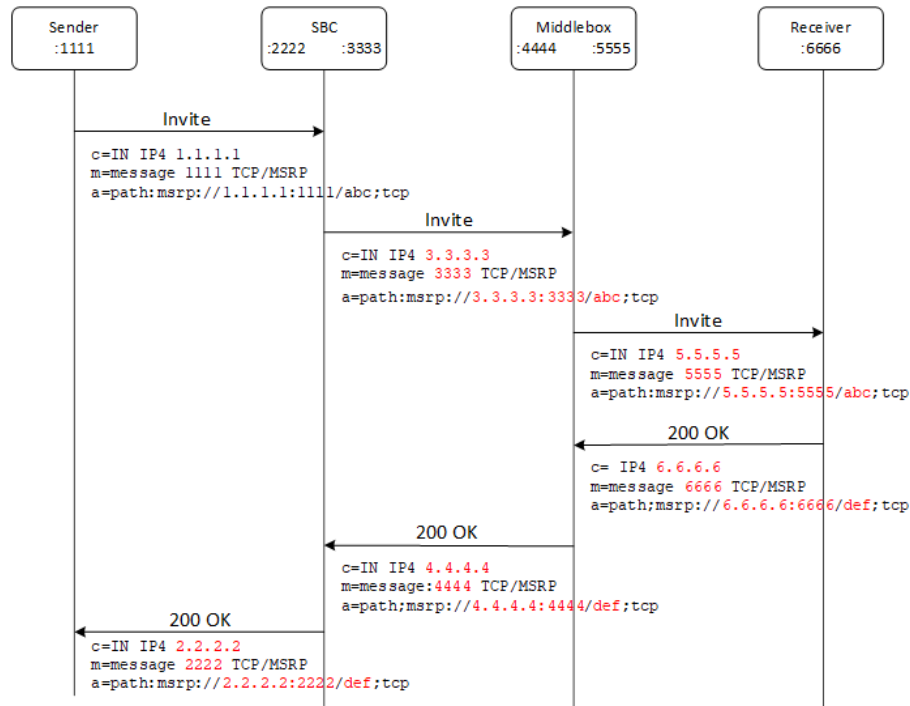 Sender
:1111
SBC
:2222 :3333
Middlebox
:4444 :5555
Receiver
:6666
Invite
c=IN IP4 1.1.1.1
m=message 1111 TCP/MSRP
a=path:msrp://1.1.1.1:1111/abc;tcp
Invite
c=IN IP4 3.3.3.3
m=message 3333 TCP/MSRP
a=path:msrp://3.3.3.3:3333/abc;tcp
Invite
c=IN IP4 5.5.5.5
m=message 5555 TCP/MSRP
a=path:msrp://5.5.5.5:5555/abc;tcp
200 OK
c= IP4 6.6.6.6
m=message 6666 TCP/MSRP
a=path;msrp://6.6.6.6:6666/def;tcp
200 OK
c=IN IP4 4.4.4.4
m=message:4444 TCP/MSRP
a=path;msrp://4.4.4.4:4444/def;tcp
200 OK
c=IN IP4 2.2.2.2
m=message 2222 TCP/MSRP
a=path:msrp://2.2.2.2:2222/def;tcp